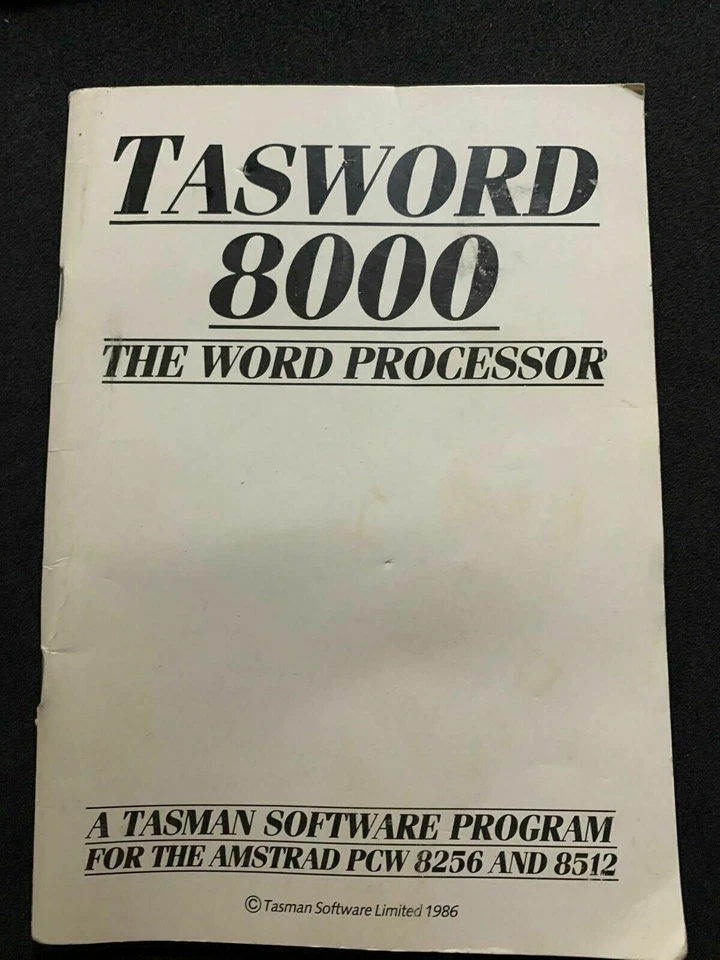 TASWORD
8000
THE WORD PROCESSOR
A TASMAN SOFTWARE PROGRAM
FOR THE AMSTRAD PCW 8256 AND 8512
© Tasman Software Limited 1986